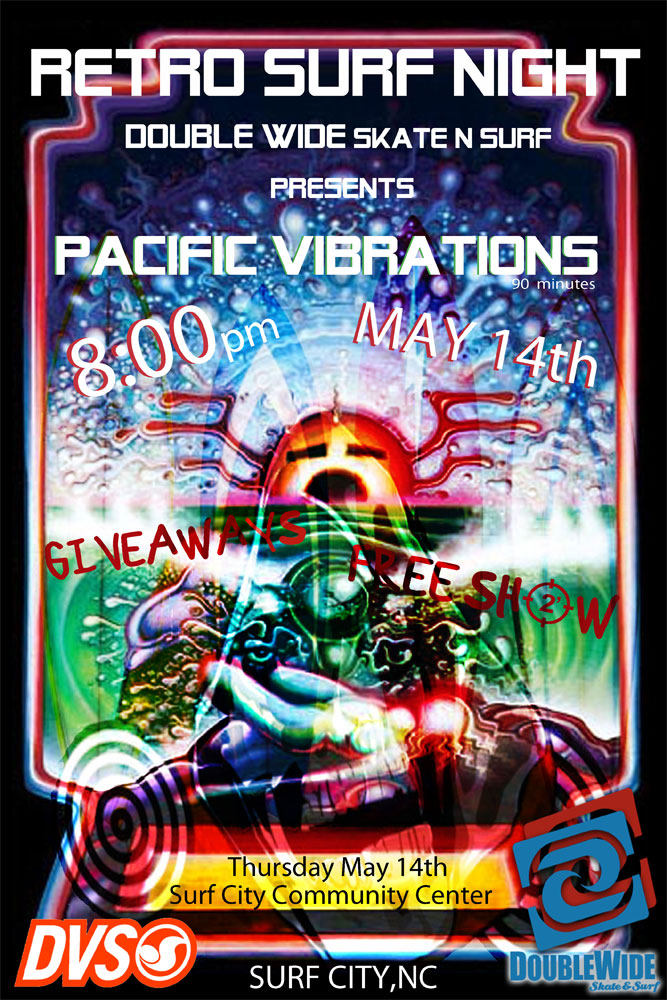 RETRO SURF NIGHT
DOUBLE WIDE SKATE N SURF
PRESENTS
PACIFIC VIBRATIONS
90 minutes
8:00pm
MAY 14th
GIVEAWAYS
FREE SHOW
2
Thursday May 14th
Surf City Community Center
DVS
DOUBLEWIDE
Skate & Surf
SURF CITY,NC